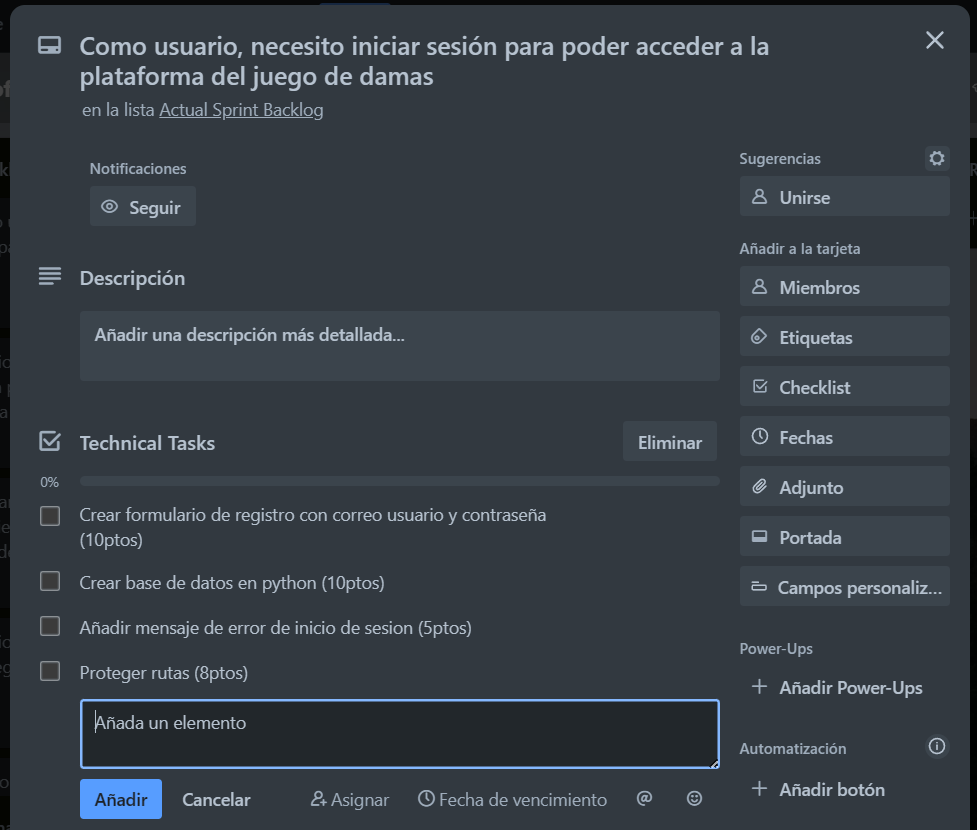 Como usuario, necesito iniciar sesión para poder acceder a la
plataforma del juego de damas
en la lista Actual Sprint Backlog
Notificaciones
Seguir
Descripción
Añadir una descripción más detallada...
Technical Tasks
Eliminar
0%
Crear formulario de registro con correo usuario y contraseña
(10ptos)
Crear base de datos en python (10ptos)
Añadir mensaje de error de inicio de sesion (5ptos)
Proteger rutas (8ptos)
Añada un elemento
Añadir
Cancelar
Asignar
Fecha de vencimiento
Sugerencias
Unirse
Añadir a la tarjeta
Miembros
Etiquetas
Checklist
Fechas
Adjunto
Portada
Campos personaliz...
Power-Ups
Añadir Power-Ups
Automatización
Añadir botón